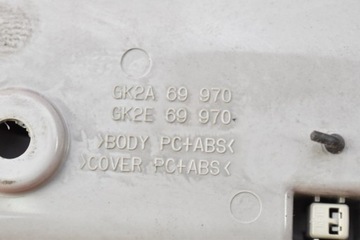 GK2A 69 970
GK2E 69 970
>BODY PC+ABS<
>COVER PC+ABS<